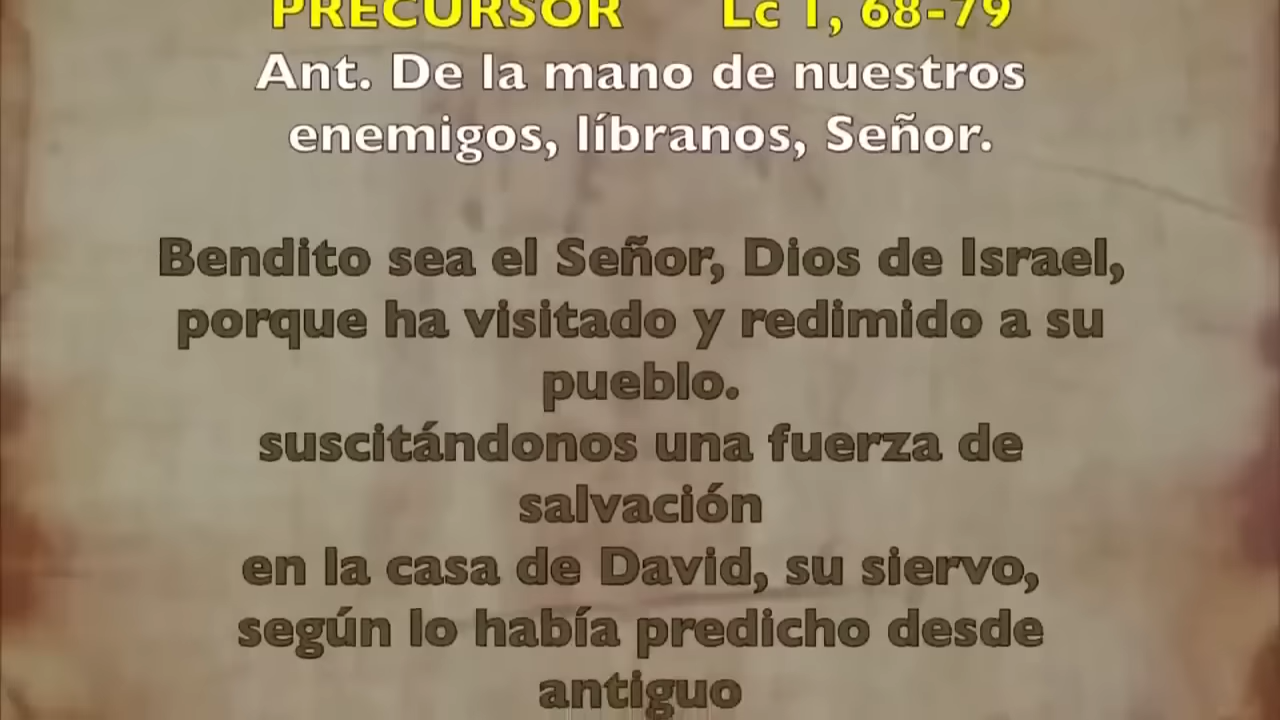 PRECURSOR Lc 1, 68-79
Ant. De la mano de nuestros
enemigos, líbranos, Señor.
Bendito sea el Señor, Dios de Israel,
porque ha visitado y redimido a su
pueblo.
suscitándonos una fuerza de
salvación
en la casa de David, su siervo,
según lo había predicho desde
antiguo